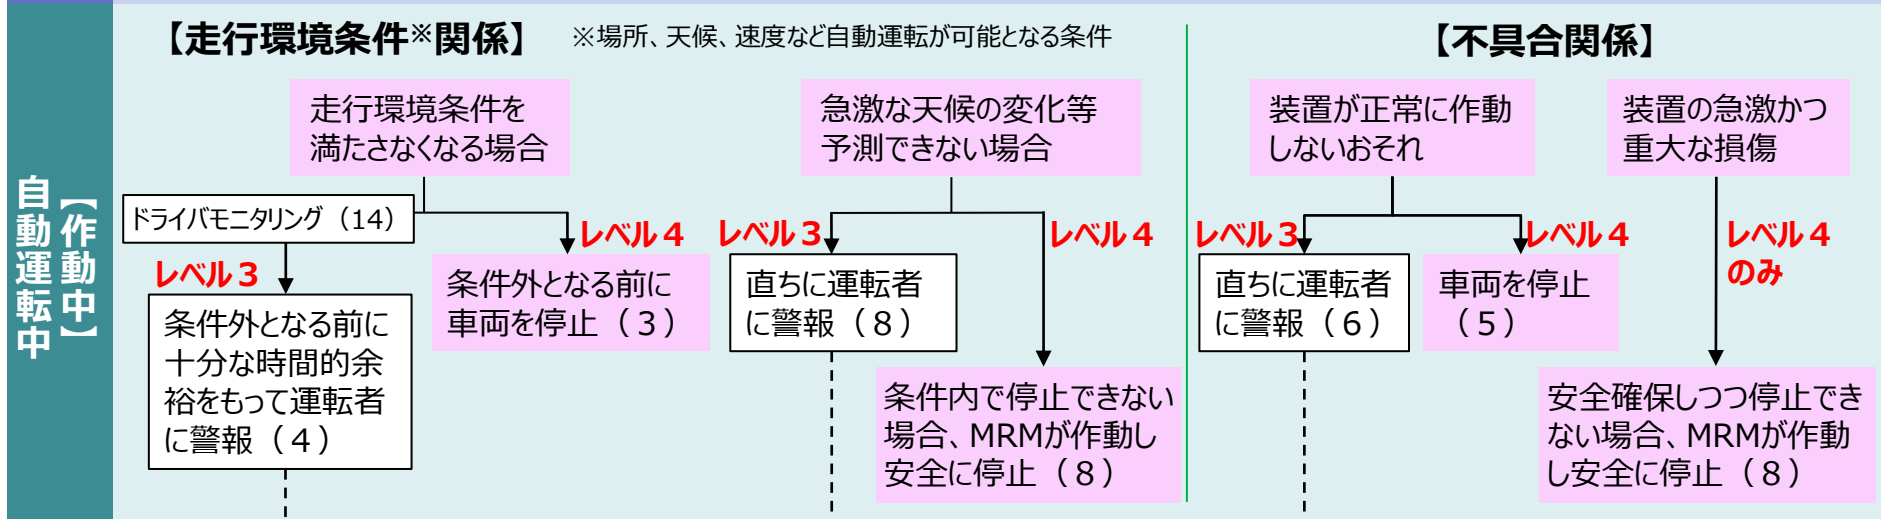 【作動中】
自動運転中
【走行環境条件※関係】
※場所、天候、速度など自動運転が可能となる条件
走行環境条件を
満たさなくなる場合
ドライバモニタリング（14）
レベル３
条件外となる前に
十分な時間的余
裕をもって運転者
に警報（４）
レベル４
条件外となる前に
車両を停止（３）
急激な天候の変化等
予測できない場合
レベル３
直ちに運転者
に警報（８）
レベル４
条件内で停止できない
場合、MRMが作動し
安全に停止（８）
【不具合関係】
装置が正常に作動
しないおそれ
レベル３
直ちに運転者
に警報（６）
レベル４
車両を停止
（５）
装置の急激かつ
重大な損傷
レベル４
のみ
安全確保しつつ停止でき
ない場合、MRMが作動
し安全に停止（８）